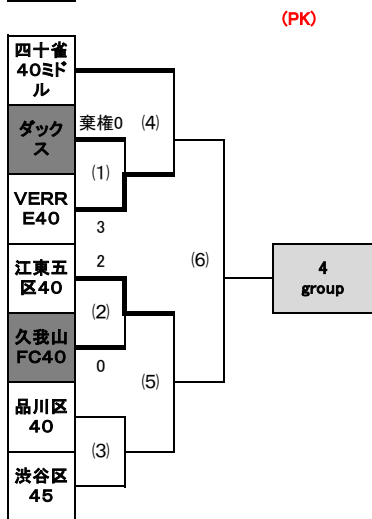 (PK)
四十雀
40ミド
ル
ダック
ス
棄権0
(4)
(1)
VERR
E40
3
江東五
区40
2
(6)
4
group
(2)
久我山
FC40
0
(5)
品川区
40
(3)
渋谷区
45